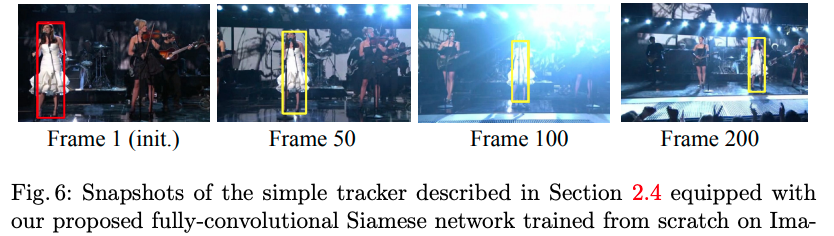 Frame 1 (init.) Frame 50 Frame 100 Frame 200
Fig. 6: Snapshots of the simple tracker described in Section 2.4 equipped with
our proposed fully-convolutional Siamese network trained from scratch on Ima-